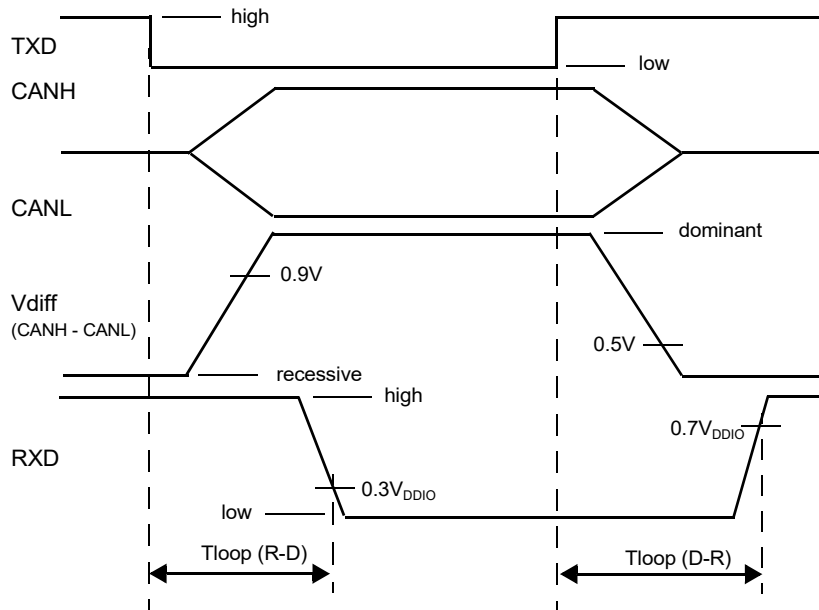 high
TXD
low
CANH
CANL
dominant
0.9V
Vdiff
(CANH - CANL)
0.5V
recessive
high
0.7VDDIO
RXD
0.3VDDIO
low
Tloop (R-D)
Tloop (D-R)